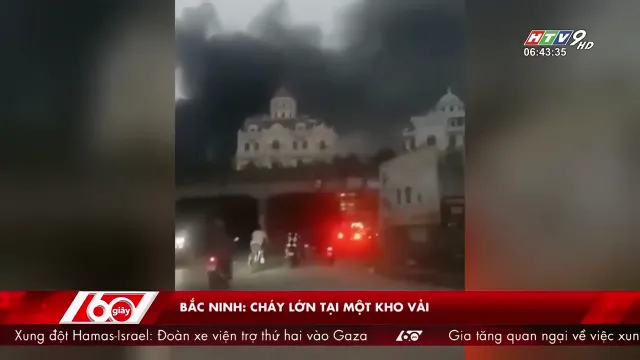 HTV9 HD
06:43:35
60 giây
BẮC NINH: CHÁY LỚN TẠI MỘT KHO VẢI
Xung đột Hamas-Israel: Đoàn xe viện trợ thứ hai vào Gaza 60 giây Gia tăng quan ngại về việc xun